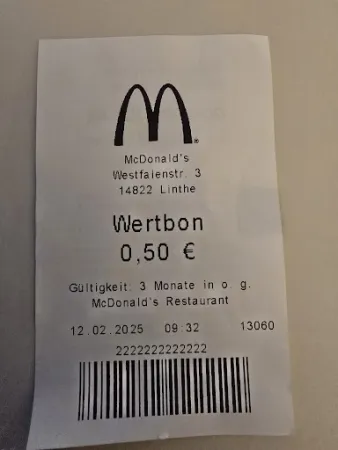 McDonald's
Westfalenstr. 3
14822 Linthe
Wertbon
0,50 €
Gültigkeit: 3 Monate in o. g.
McDonald's Restaurant
12.02.2025 09:32 13060
2222222222222